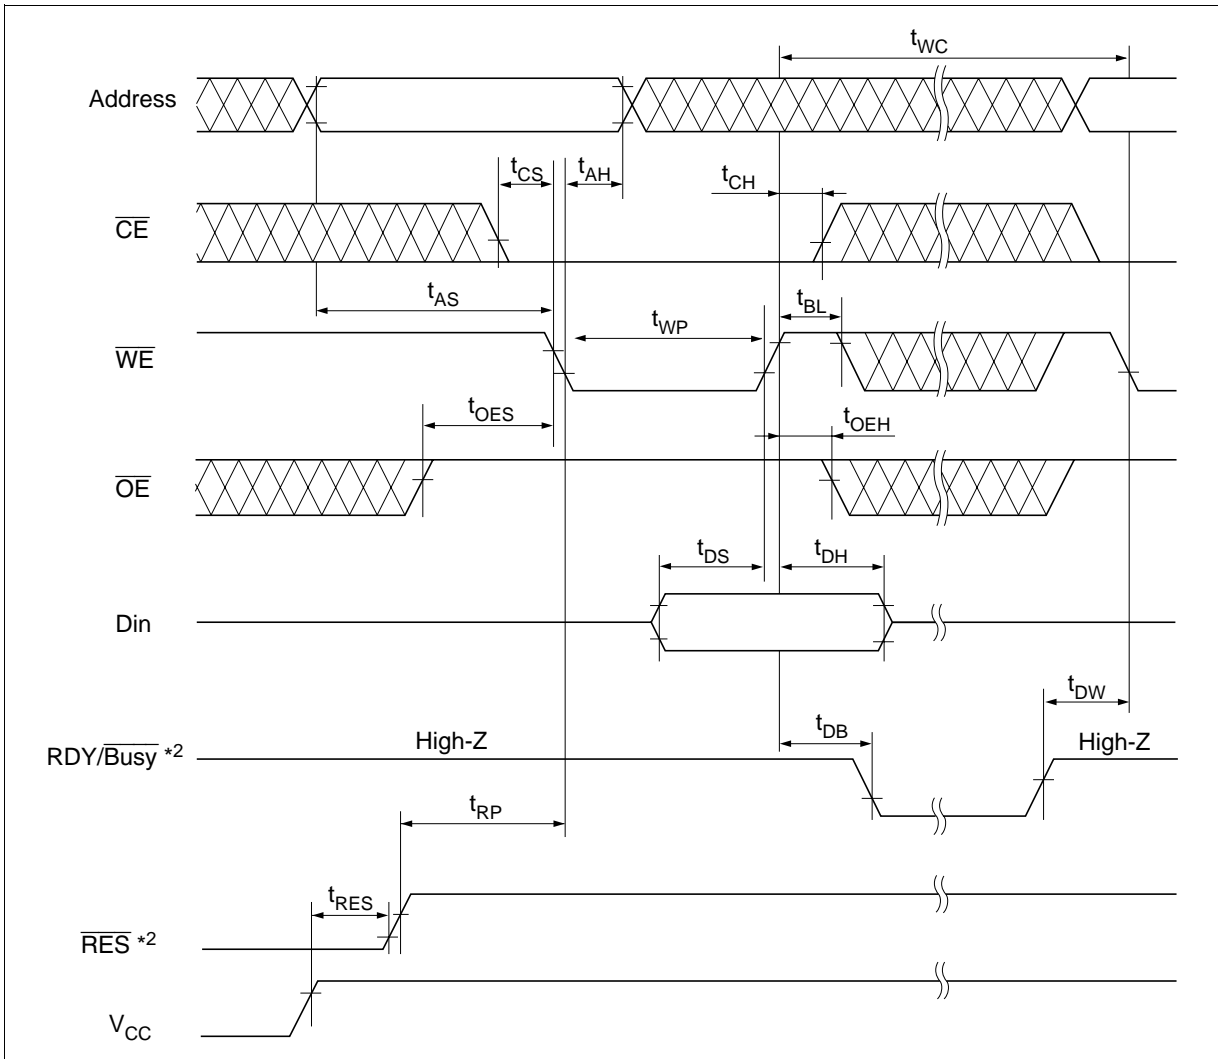 tWC
Address
tCS
tAH
tCH
CE
tAS
tBL
tWP
WE
tOES
tOEH
OE
tDS
tDH
Din
tDW
tDB
RDY/Busy *2
High-Z
High-Z
tRP
tRES
RES *2
VCC